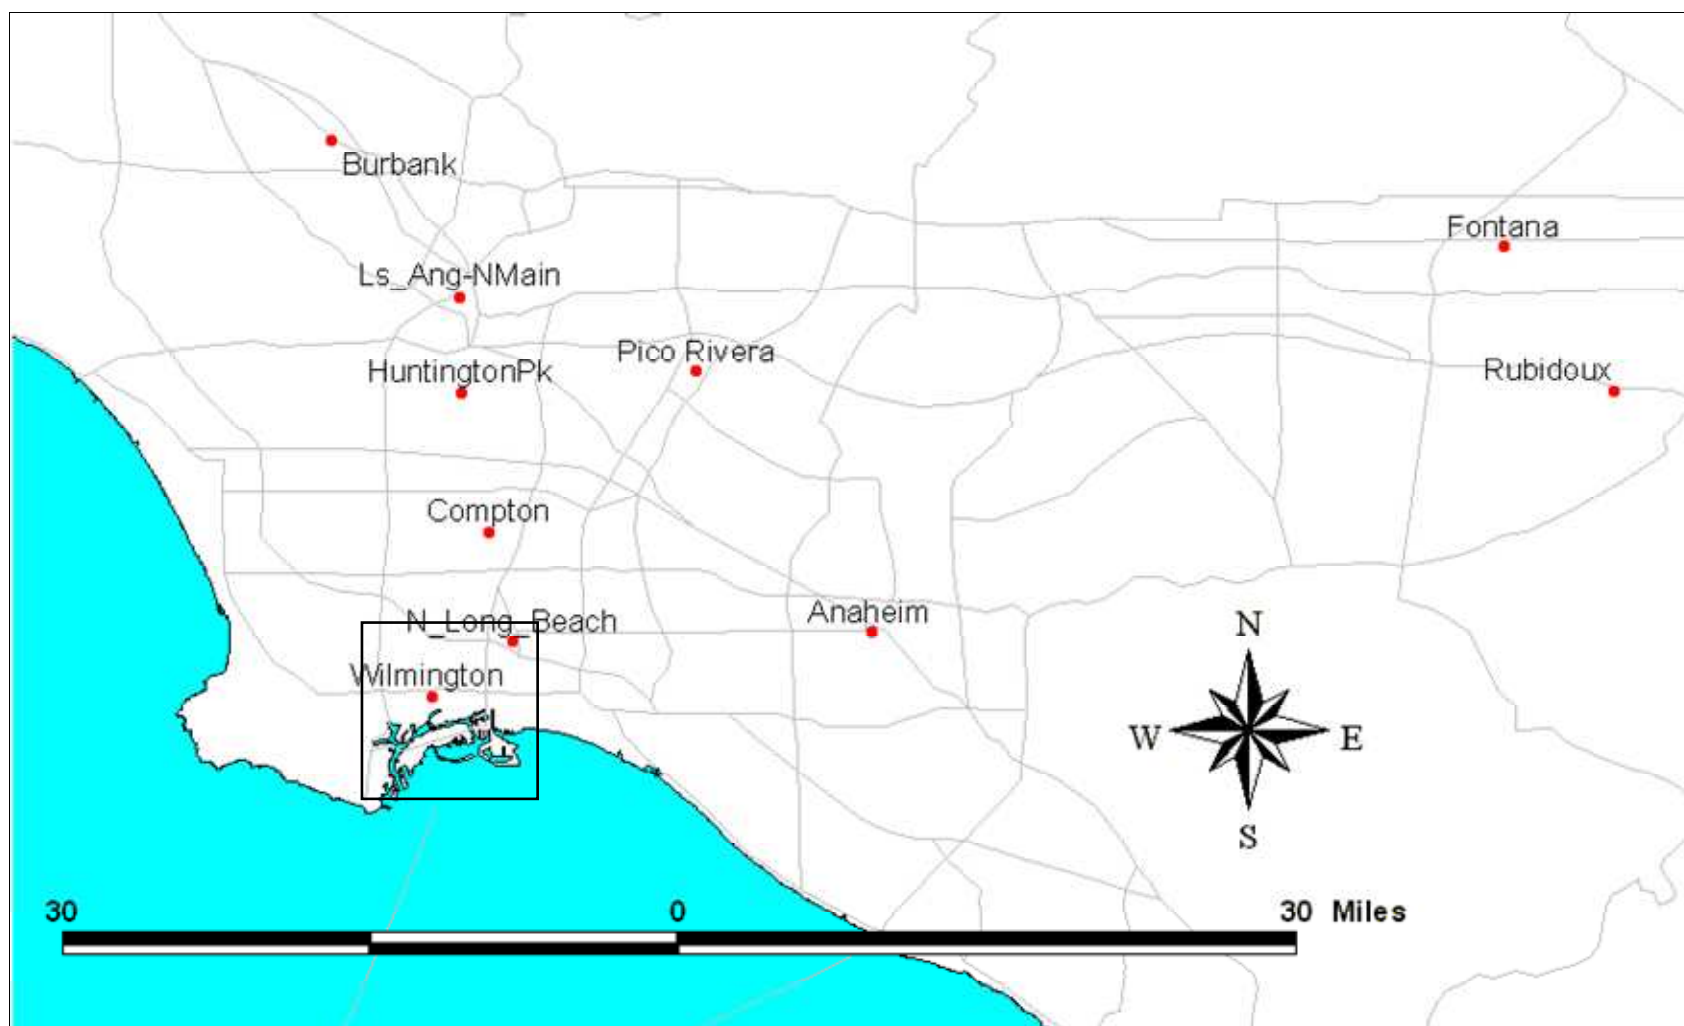 Burbank
Fontana
Ls_Ang-NMain
Pico Rivera
HuntingtonPk
Rubidoux
Compton
Anaheim
N_Long_Beach
Wilmington
N
W
E
S
30
0
30 Miles